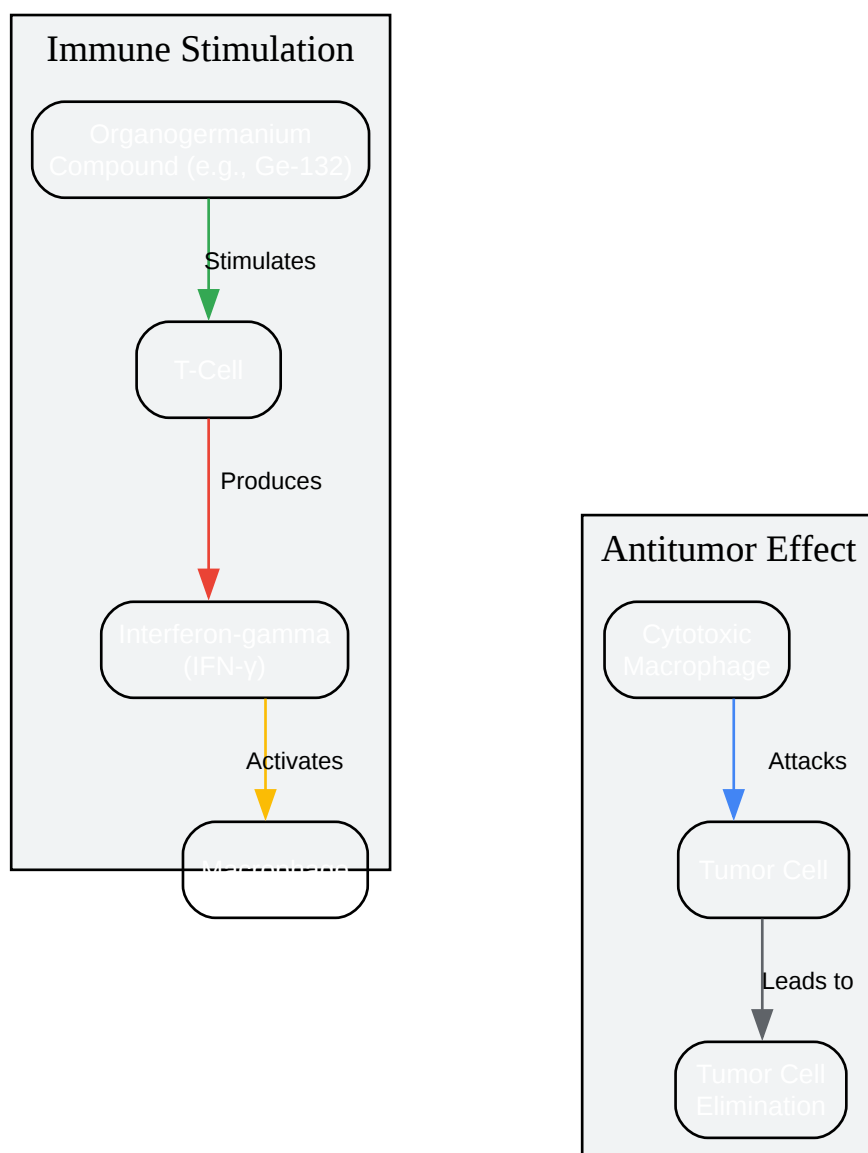 Immune Stimulation
Organogermanium
Compound (e.g., Ge-132)
Stimulates
T-Cell
Produces
Interferon-gamma
(IFN-γ)
Activates
Macrophage
Antitumor Effect
Cytotoxic
Macrophage
Attacks
Tumor Cell
Leads to
Tumor Cell
Elimination